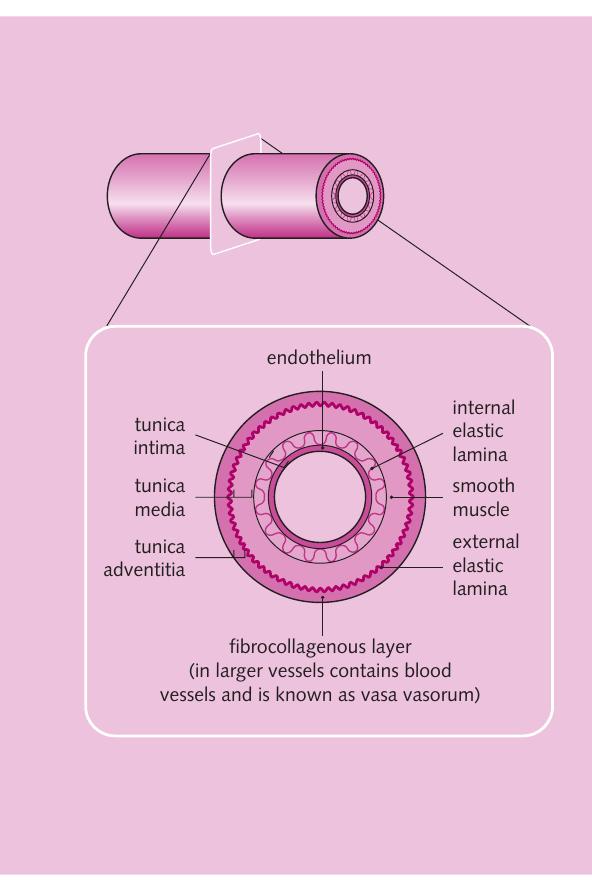 endothelium
tunica
intima
tunica
media
tunica
adventitia
internal
elastic
lamina
smooth
muscle
external
elastic
lamina
fibrocollagenous layer
(in larger vessels contains blood
vessels and is known as vasa vasorum)